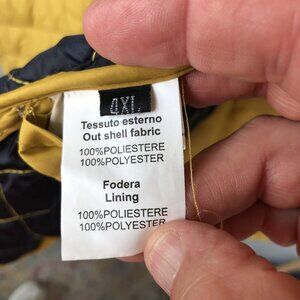 4XL
Tessuto esterno
Out shell fabric
100%POLIESTERE
100%POLYESTER
Fodera
Lining
100%POLIESTERE
100%POLYESTER